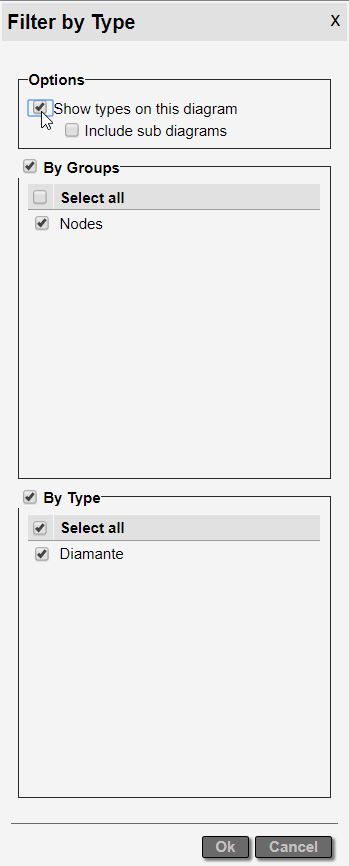 Filter by Type X
Options
Show types on this diagram
Include sub diagrams
By Groups
Select all
Nodes
By Type
Select all
Diamante
Ok Cancel